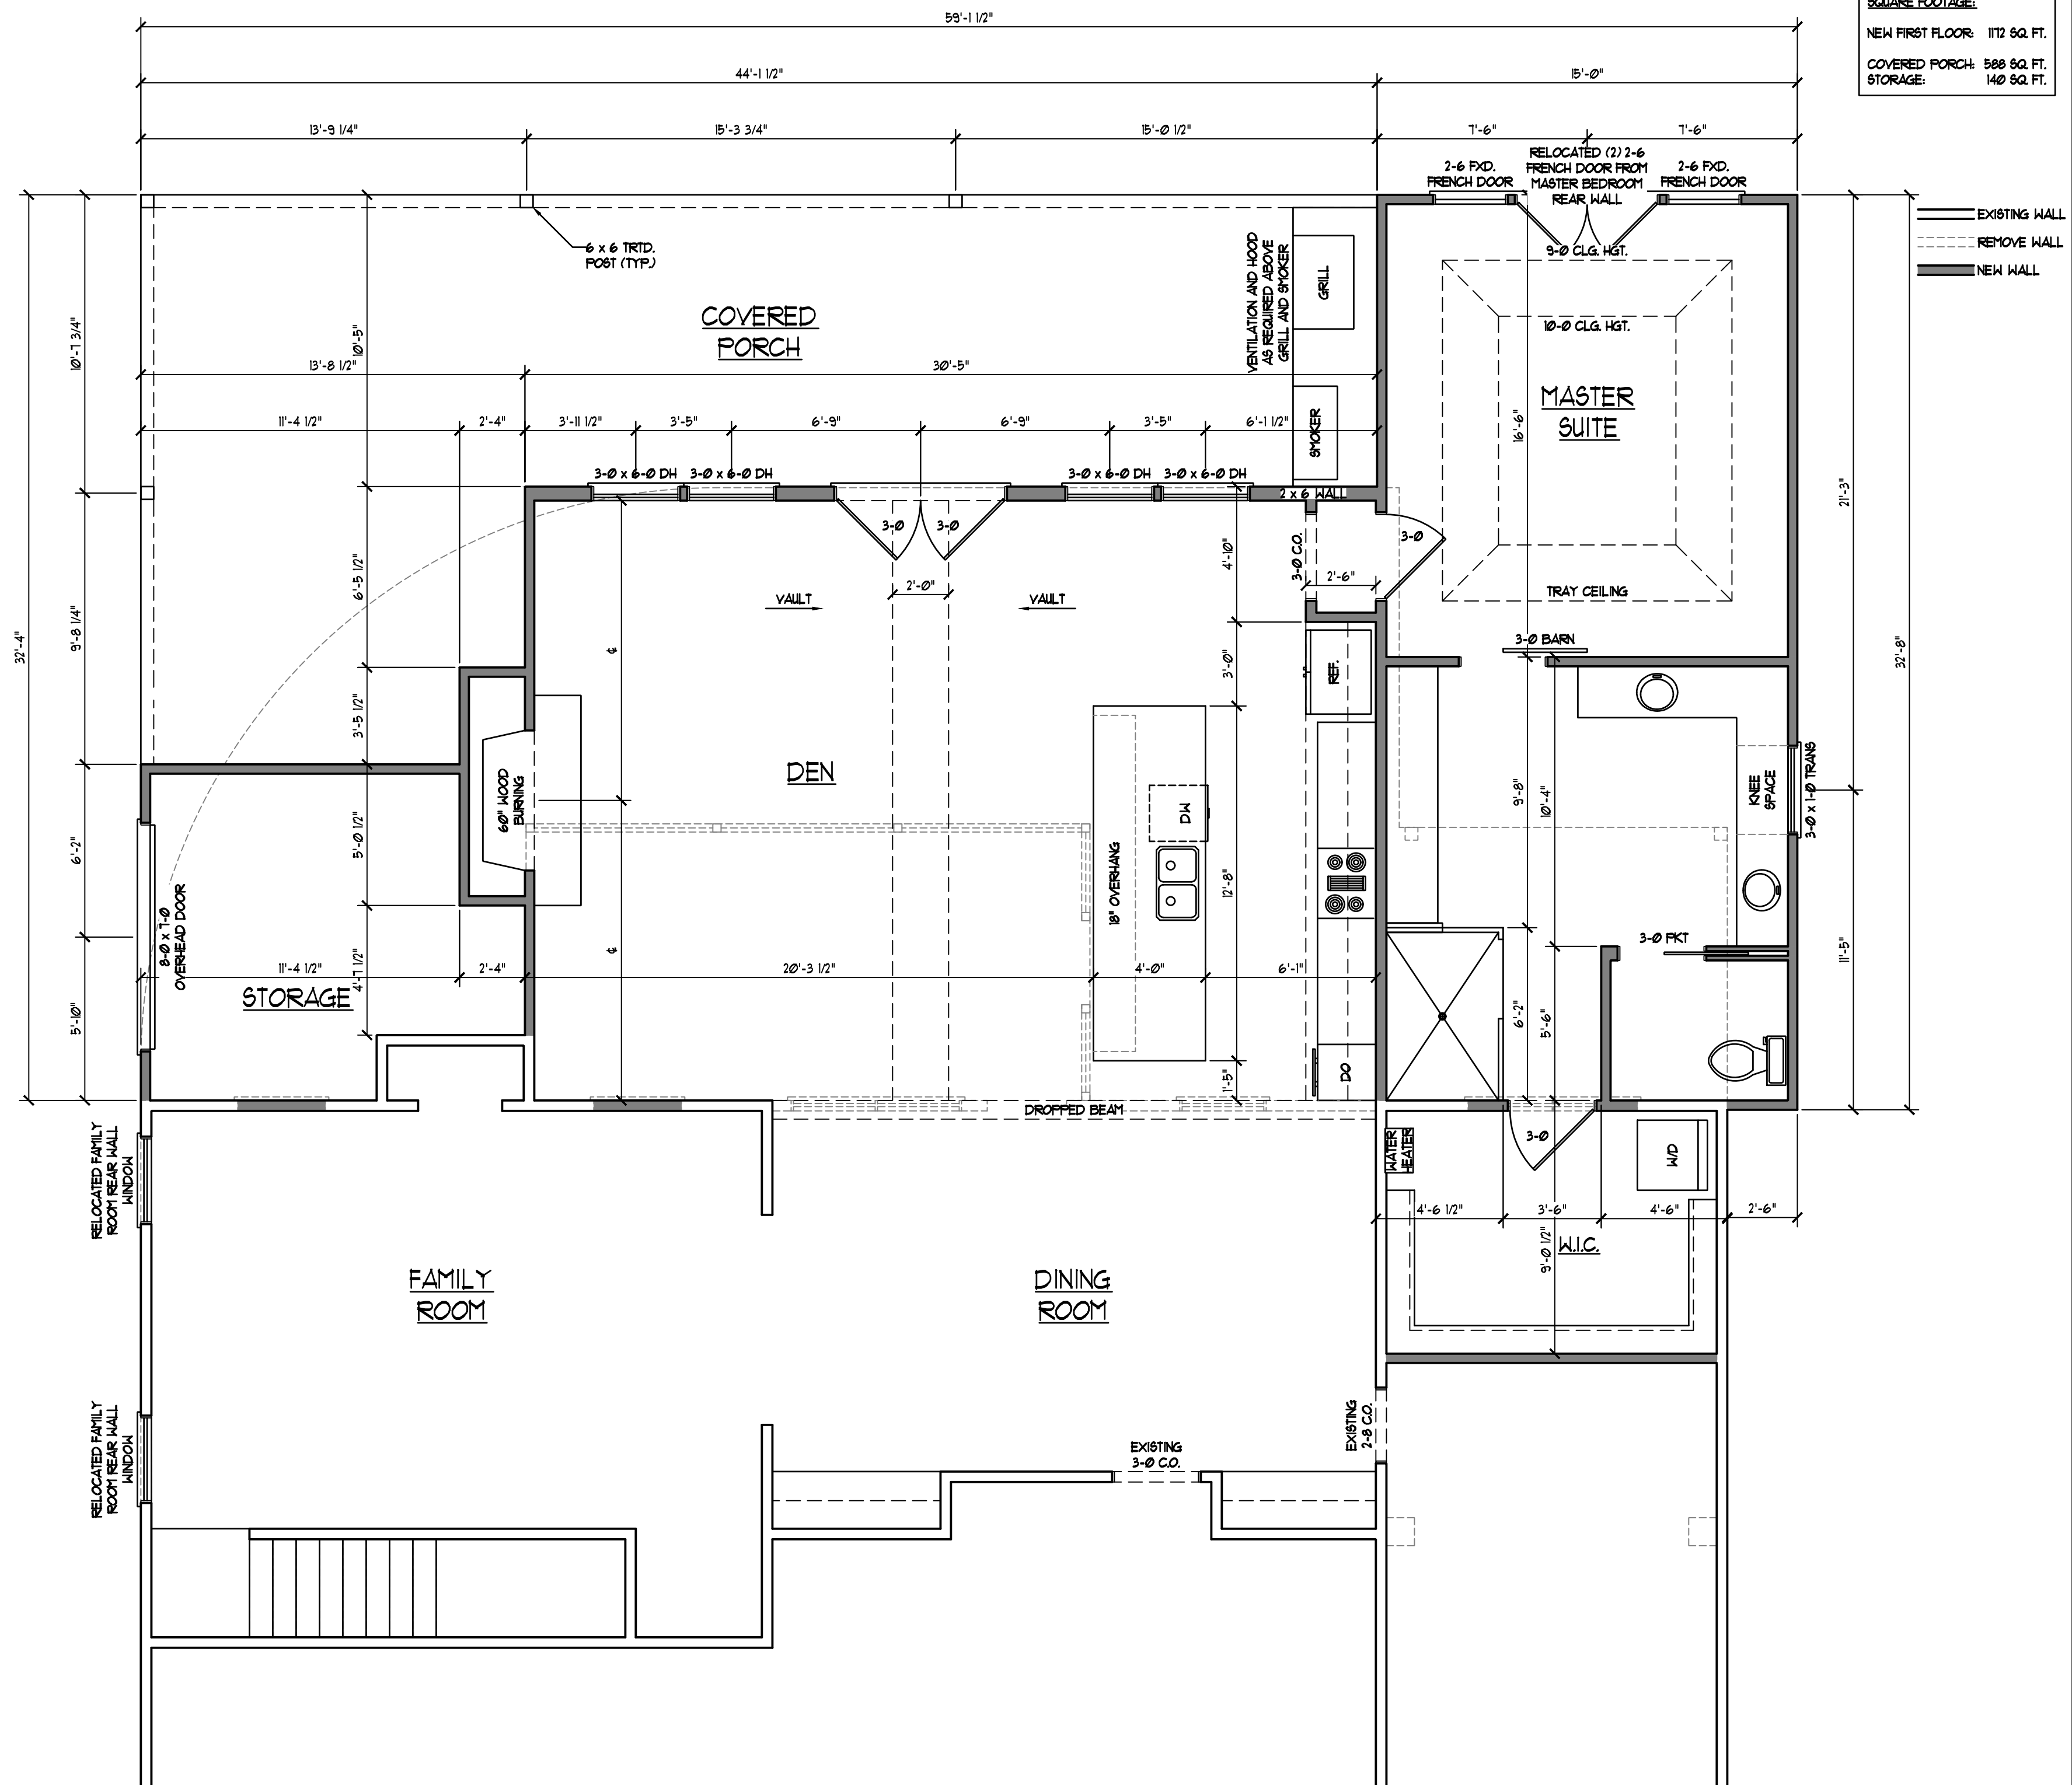 SQUARE FOOTAGE:
NEW FIRST FLOOR: 1172 SQ. FT.
COVERED PORCH: 588 SQ. FT.
STORAGE: 140 SQ. FT.
59'-1 1/2"
44'-1 1/2"
15'-0"
13'-9 1/4"
15'-3 3/4"
15'-0 1/2"
7'-6"
7'-6"
2-6 FXD.
FRENCH DOOR
RELOCATED (2) 2-6
FRENCH DOOR FROM
MASTER BEDROOM
REAR WALL
2-6 FXD.
FRENCH DOOR
EXISTING WALL
REMOVE WALL
NEW WALL
6 x 6 TRTD.
POST (TYP.)
VENTILATION AND HOOD
AS REQUIRED ABOVE
GRILL AND SMOKER
GRILL
SMOKER
9-0 CLG. HGT.
10-0 CLG. HGT.
COVERED
PORCH
MASTER
SUITE
16'-6"
10'-7 3/4"
10'-5"
13'-8 1/2"
30'-5"
11'-4 1/2"
2'-4"
3'-11 1/2"
3'-5"
6'-9"
6'-9"
3'-5"
6'-1 1/2"
3-0 x 6-0 DH
3-0 x 6-0 DH
3-0 x 6-0 DH
3-0 x 6-0 DH
2 x 6 WALL
21'-3"
32'-8"
32'-4"
9'-8 1/4"
6'-5 1/2"
3-0
3-0
3-0
4'-10"
3-0 C.O.
2'-6"
2'-0"
VAULT
VAULT
TRAY CEILING
3-0 BARN
3'-0"
REF.
3'-5 1/2"
DEN
60" WOOD
BURNING
DW
18" OVERHANG
12'-8"
9'-8"
10'-4"
KNEE
SPACE
3-0 x 1-0 TRANS
6'-2"
5'-0 1/2"
8-0 x 7-0
OVERHEAD DOOR
3-0 PKT
11'-5"
11'-4 1/2"
2'-4"
20'-3 1/2"
4'-0"
6'-1"
STORAGE
4'-7 1/2"
5'-10"
6'-2"
5'-6"
1'-5"
DO
DROPPED BEAM
WATER
HEATER
3-0
W/D
RELOCATED FAMILY
ROOM REAR WALL
WINDOW
4'-6 1/2"
3'-6"
4'-6"
2'-6"
9'-0 1/2"
W.I.C.
FAMILY
ROOM
DINING
ROOM
RELOCATED FAMILY
ROOM REAR WALL
WINDOW
EXISTING
3-0 C.O.
EXISTING
2-8 C.O.